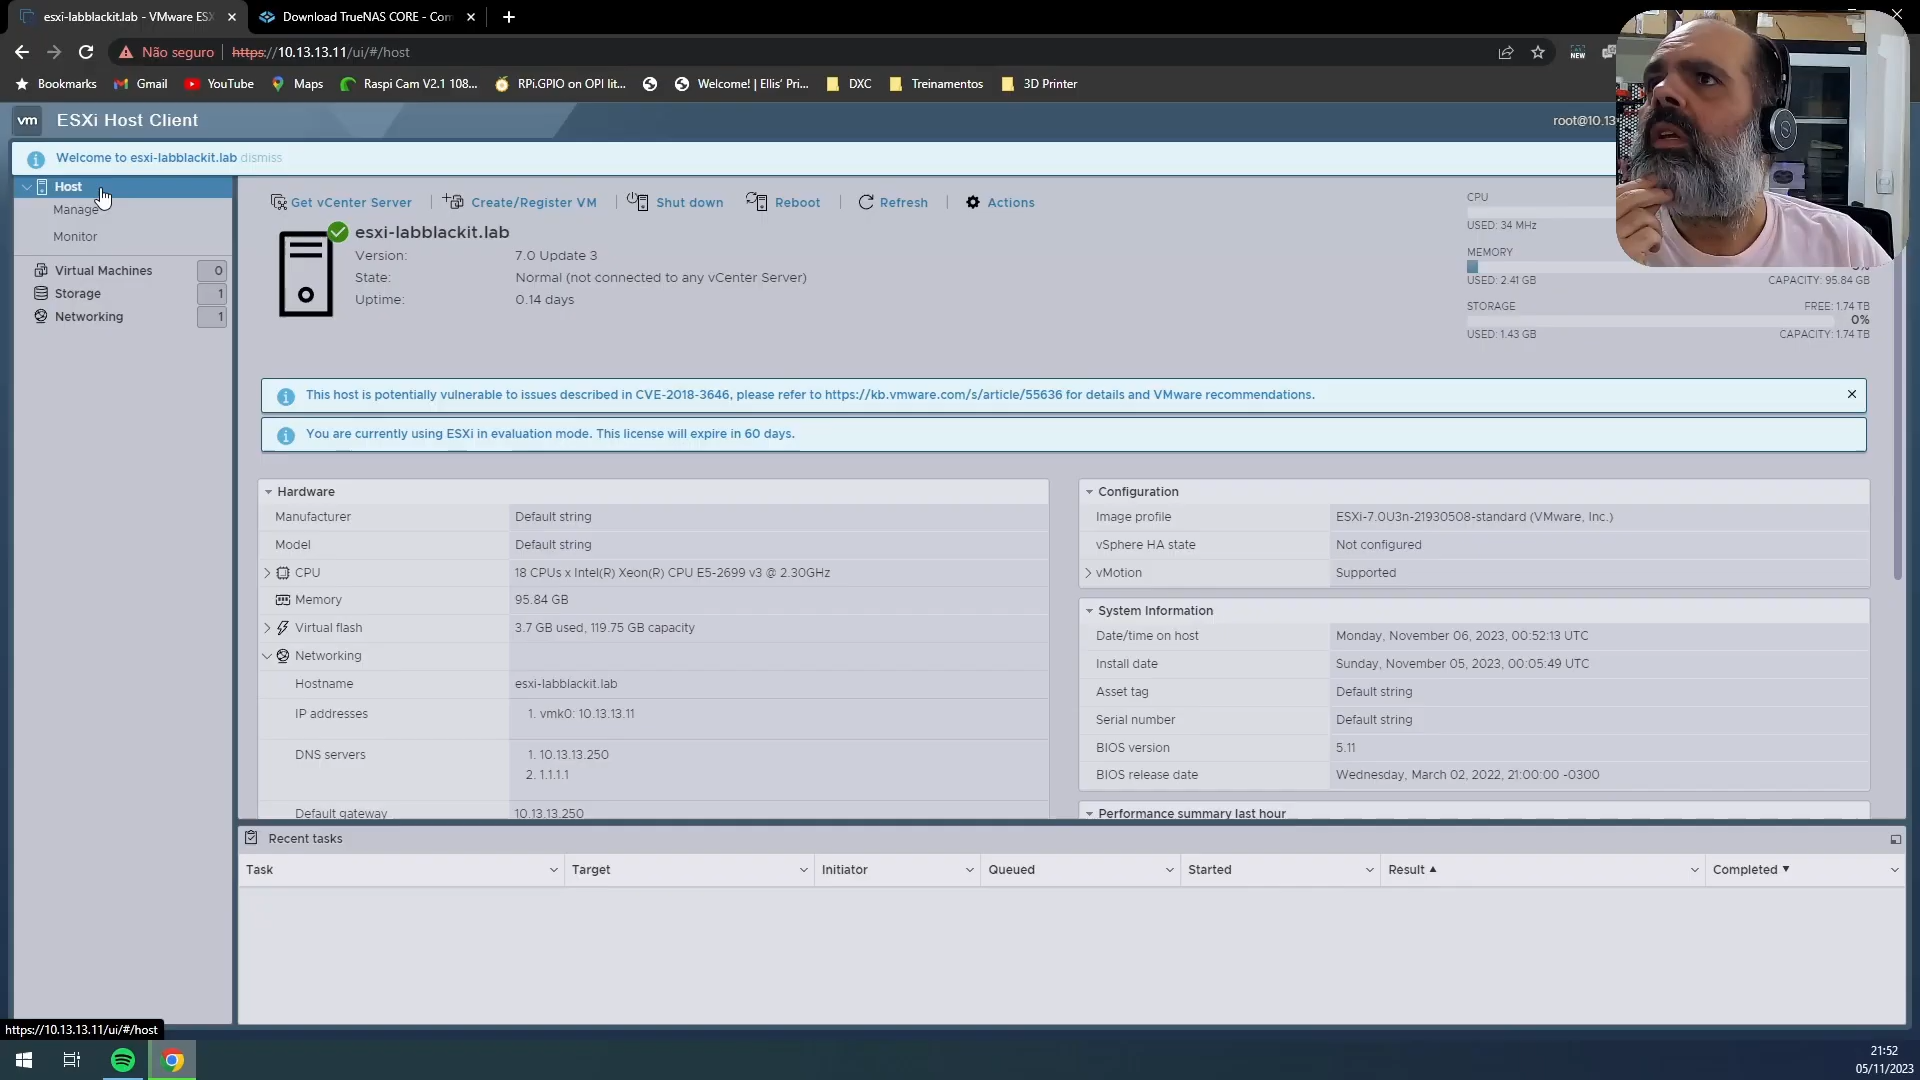 esxi-labblackit.lab - VMware ESX
Download TrueNAS CORE - Com
Não seguro
https://10.13.13.11/ui/#/host
NEW
Bookmarks
Gmail
YouTube
Maps
Raspi Cam V2.1 108...
RPi.GPIO on OPI lit...
Welcome! | Ellis' Pri...
DXC
Treinamentos
3D Printer
vm
ESXi Host Client
root@10.13
Welcome to esxi-labblackit.lab dismiss
Host
Manage
Monitor
Virtual Machines 0
Storage 1
Networking 1
Get vCenter Server
Create/Register VM
Shut down
Reboot
Refresh
Actions
esxi-labblackit.lab
Version: 7.0 Update 3
State: Normal (not connected to any vCenter Server)
Uptime: 0.14 days
CPU
USED: 34 MHz
MEMORY
USED: 2.41 GB CAPACITY: 95.84 GB
STORAGE FREE: 1.74 TB
0%
USED: 1.43 GB CAPACITY: 1.74 TB
This host is potentially vulnerable to issues described in CVE-2018-3646, please refer to https://kb.vmware.com/s/article/55636 for details and VMware recommendations.
You are currently using ESXi in evaluation mode. This license will expire in 60 days.
Hardware
Manufacturer Default string
Model Default string
CPU 18 CPUs x Intel(R) Xeon(R) CPU E5-2699 v3 @ 2.30GHz
Memory 95.84 GB
Virtual flash 3.7 GB used, 119.75 GB capacity
Networking
Hostname esxi-labblackit.lab
IP addresses 1. vmk0: 10.13.13.11
DNS servers 1. 10.13.13.250
2. 1.1.1.1
Default gateway 10.13.13.250
Configuration
Image profile ESXi-7.0U3n-21930508-standard (VMware, Inc.)
vSphere HA state Not configured
vMotion Supported
System Information
Date/time on host Monday, November 06, 2023, 00:52:13 UTC
Install date Sunday, November 05, 2023, 00:05:49 UTC
Asset tag Default string
Serial number Default string
BIOS version 5.11
BIOS release date Wednesday, March 02, 2022, 21:00:00 -0300
Performance summary last hour
Recent tasks
Task Target Initiator Queued Started Result Completed
https://10.13.13.11/ui/#/host
21:52
05/11/2023